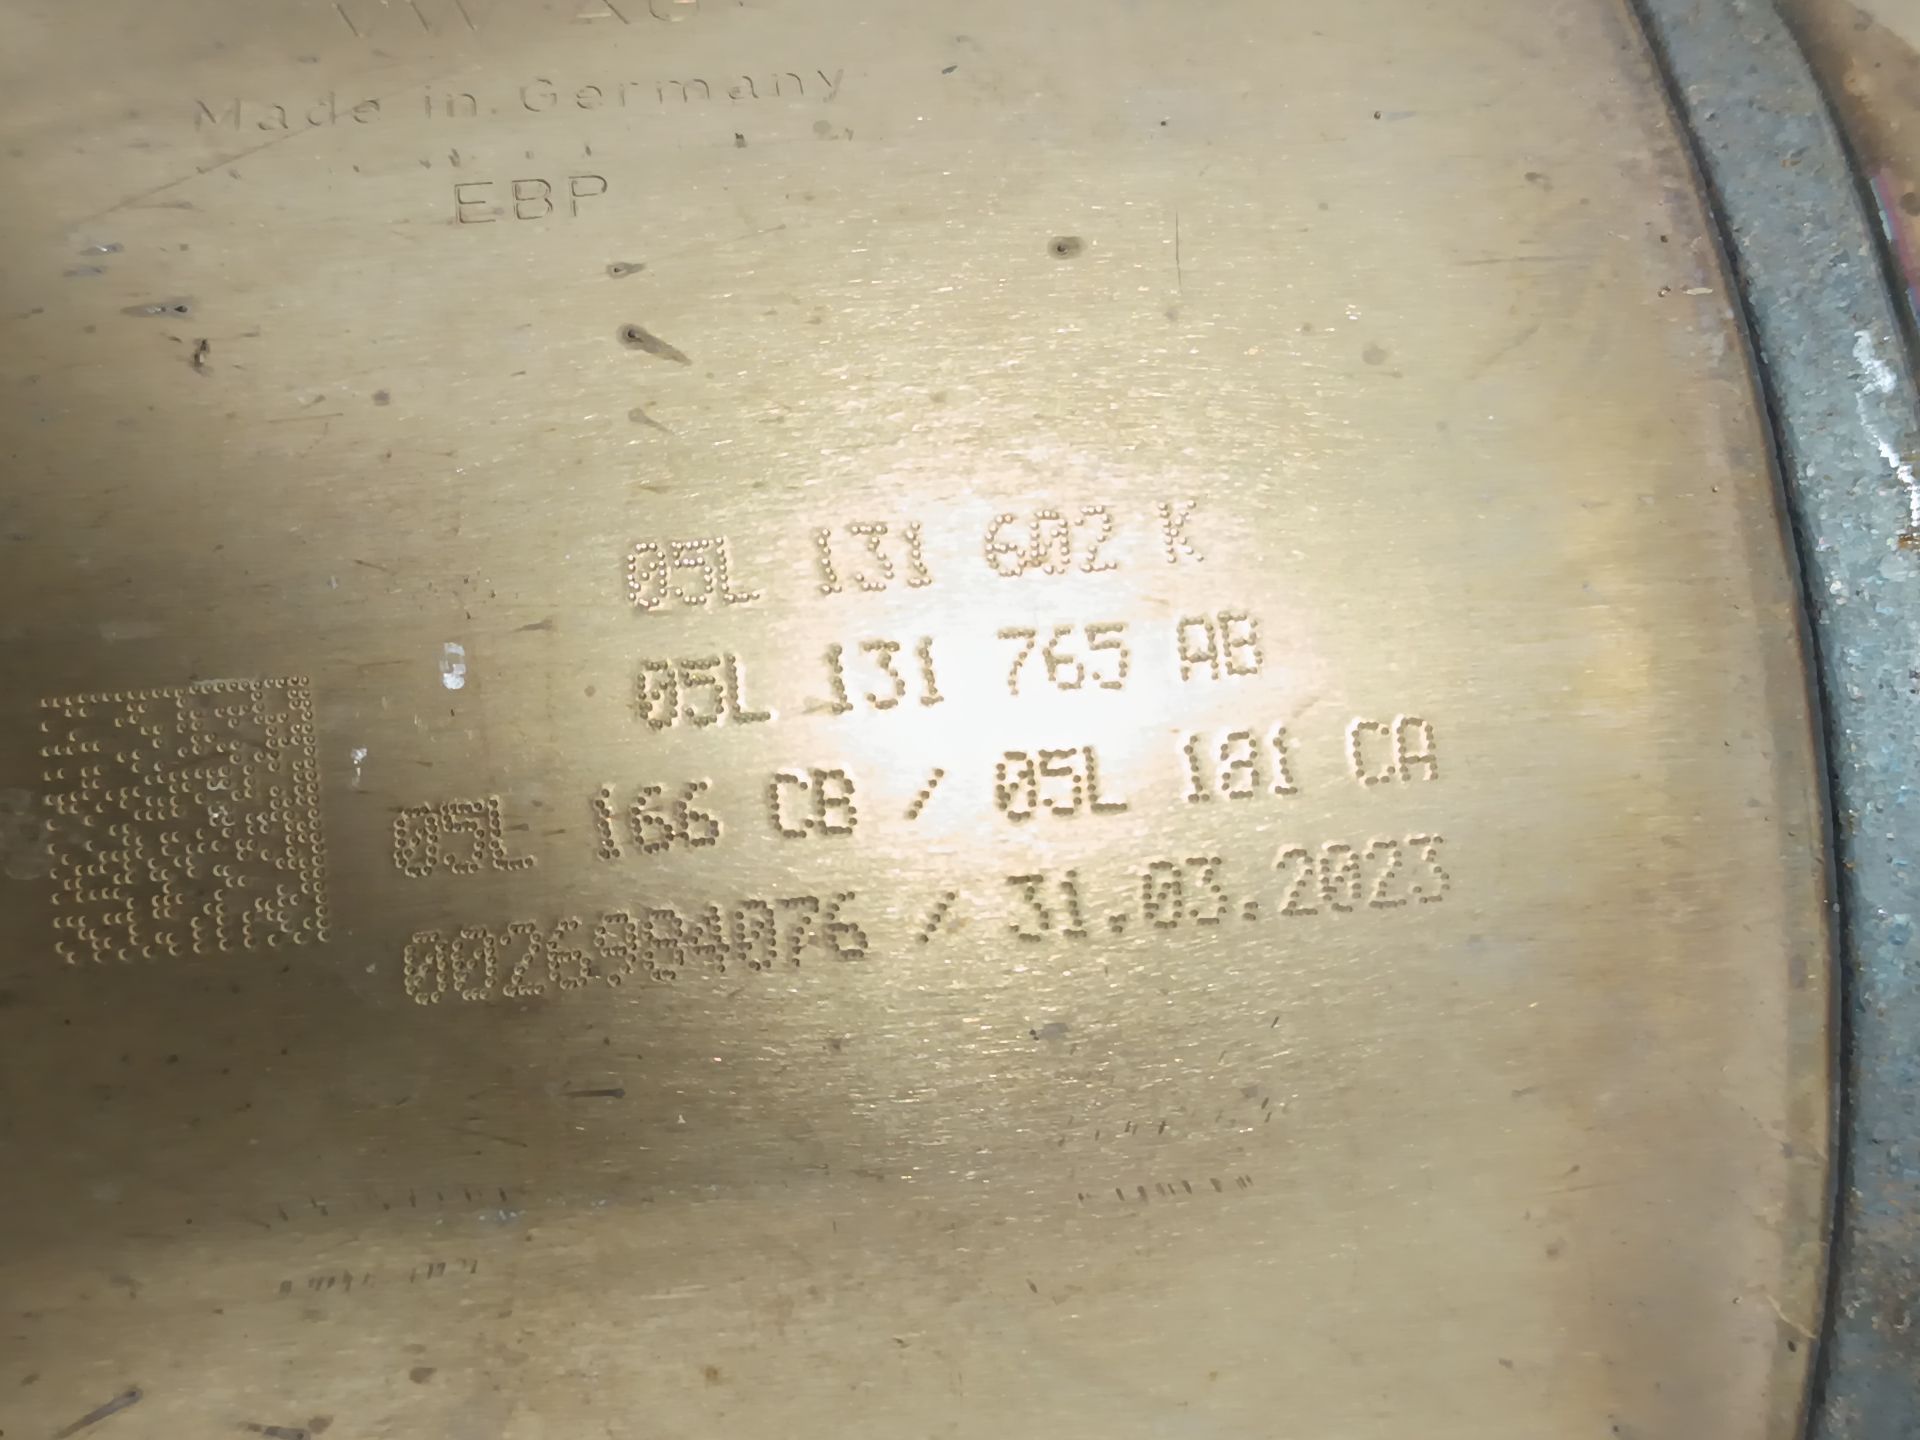 Made in Germany
EBP
05L 131 602 K
05L 131 765 AB
05L 166 CB / 05L 181 CA
0026984076 / 31.03.2023